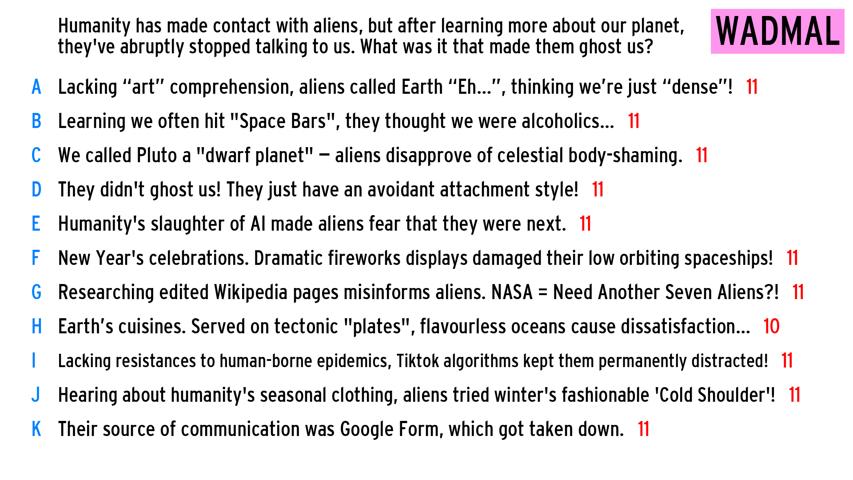 Humanity has made contact with aliens, but after learning more about our planet,
they've abruptly stopped talking to us. What was it that made them ghost us?
WADMAL
A Lacking “art” comprehension, aliens called Earth “Eh...”, thinking we’re just “dense”! 11
B Learning we often hit "Space Bars", they thought we were alcoholics... 11
C We called Pluto a "dwarf planet" – aliens disapprove of celestial body-shaming. 11
D They didn't ghost us! They just have an avoidant attachment style! 11
E Humanity's slaughter of AI made aliens fear that they were next. 11
F New Year's celebrations. Dramatic fireworks displays damaged their low orbiting spaceships! 11
G Researching edited Wikipedia pages misinforms aliens. NASA = Need Another Seven Aliens?! 11
H Earth’s cuisines. Served on tectonic "plates", flavourless oceans cause dissatisfaction... 10
I Lacking resistances to human-borne epidemics, Tiktok algorithms kept them permanently distracted! 11
J Hearing about humanity's seasonal clothing, aliens tried winter's fashionable 'Cold Shoulder'! 11
K Their source of communication was Google Form, which got taken down. 11